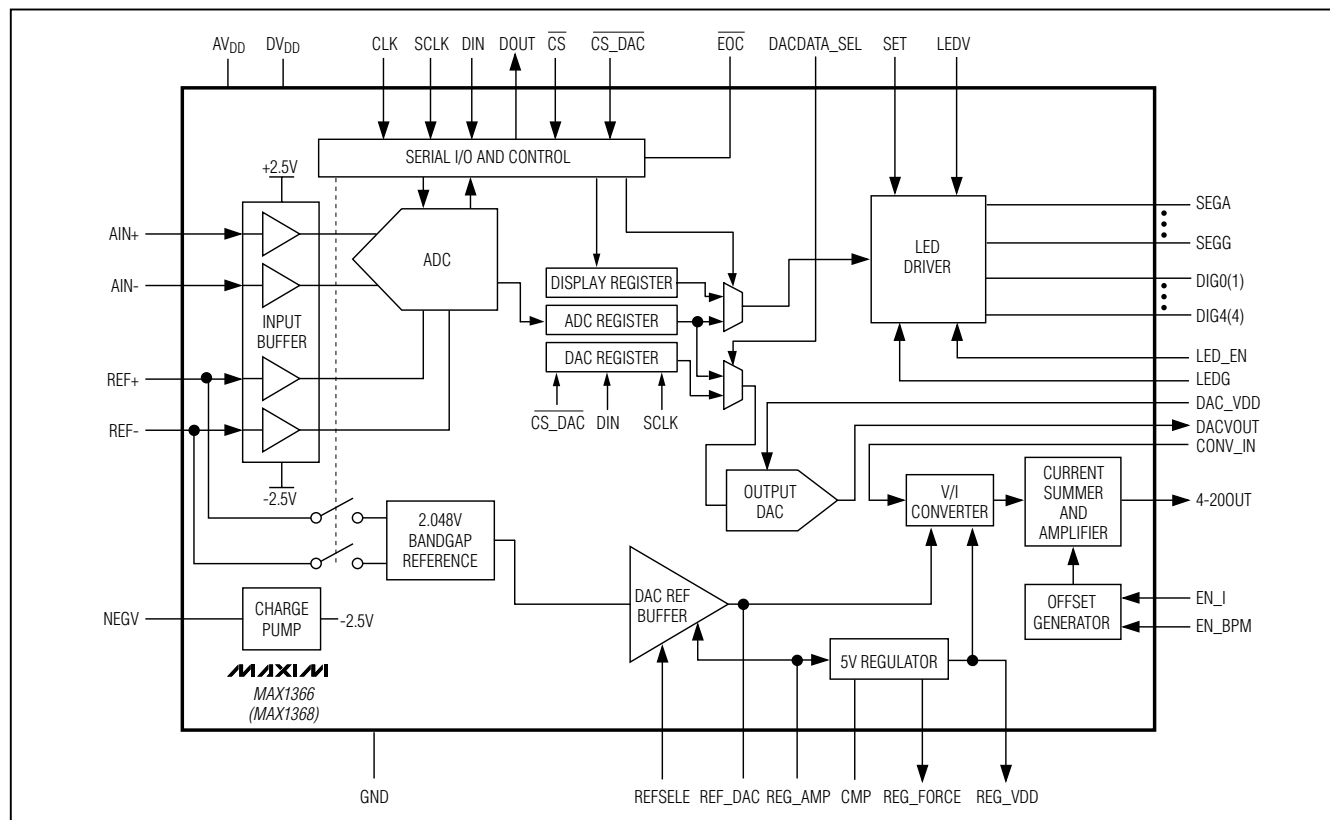 AVDD
DVDD
CLK
SCLK
DIN
DOUT
CS
CS_DAC
EOC
DACDATA_SEL
SET
LEDV
SERIAL I/O AND CONTROL
+2.5V
AIN+
AIN-
INPUT
BUFFER
ADC
REF+
REF-
-2.5V
DISPLAY REGISTER
ADC REGISTER
DAC REGISTER
CS_DAC
DIN
SCLK
LED
DRIVER
SEGA
SEGG
DIG0(1)
DIG4(4)
LED_EN
LEDG
DAC_VDD
DACVOUT
CONV_IN
OUTPUT
DAC
V/I
CONVERTER
CURRENT
SUMMER
AND
AMPLIFIER
4-20OUT
2.048V
BANDGAP
REFERENCE
NEGV
CHARGE
PUMP
-2.5V
DAC REF
BUFFER
OFFSET
GENERATOR
EN_I
EN_BPM
5V REGULATOR
MAXIM
MAX1366
(MAX1368)
GND
REFSELE
REF_DAC
REG_AMP
CMP
REG_FORCE
REG_VDD